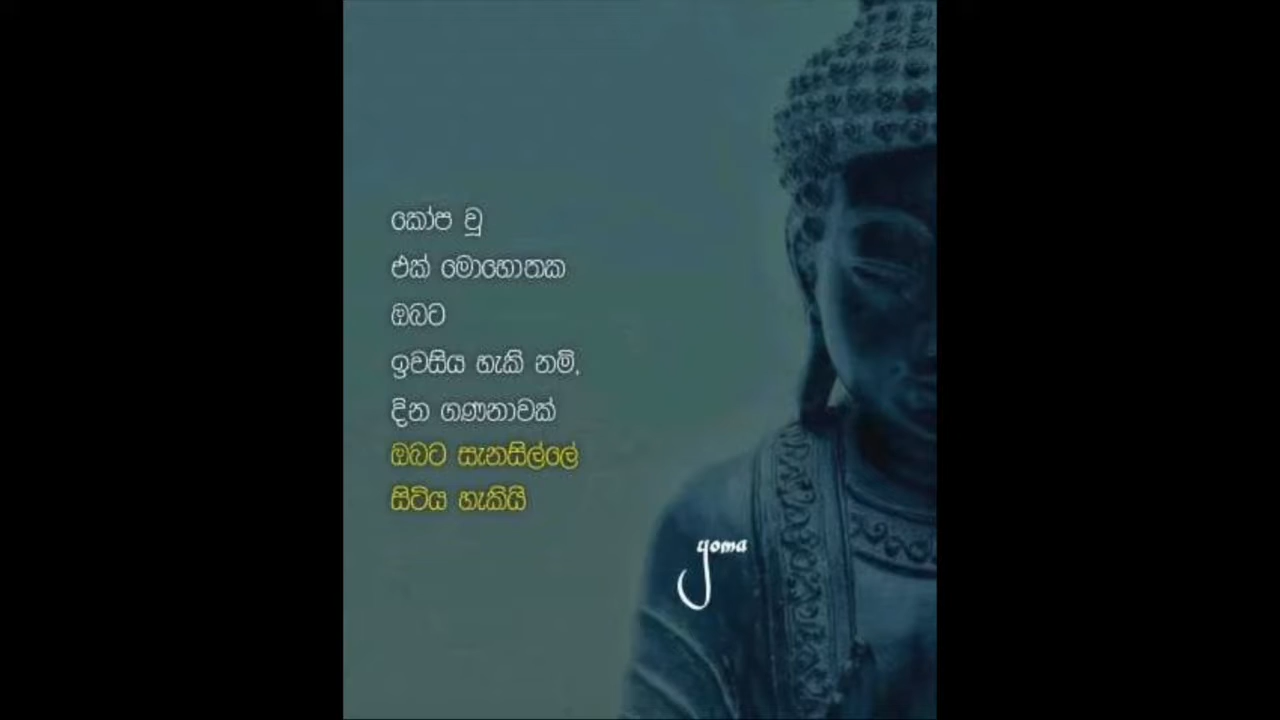 කෝප වූ
එක් මොහොතක
ඔබට
ඉවසිය හැකි නම්,
දින ගණනාවක්
ඔබට සැනසිල්ලේ
සිටිය හැකියි
yoma